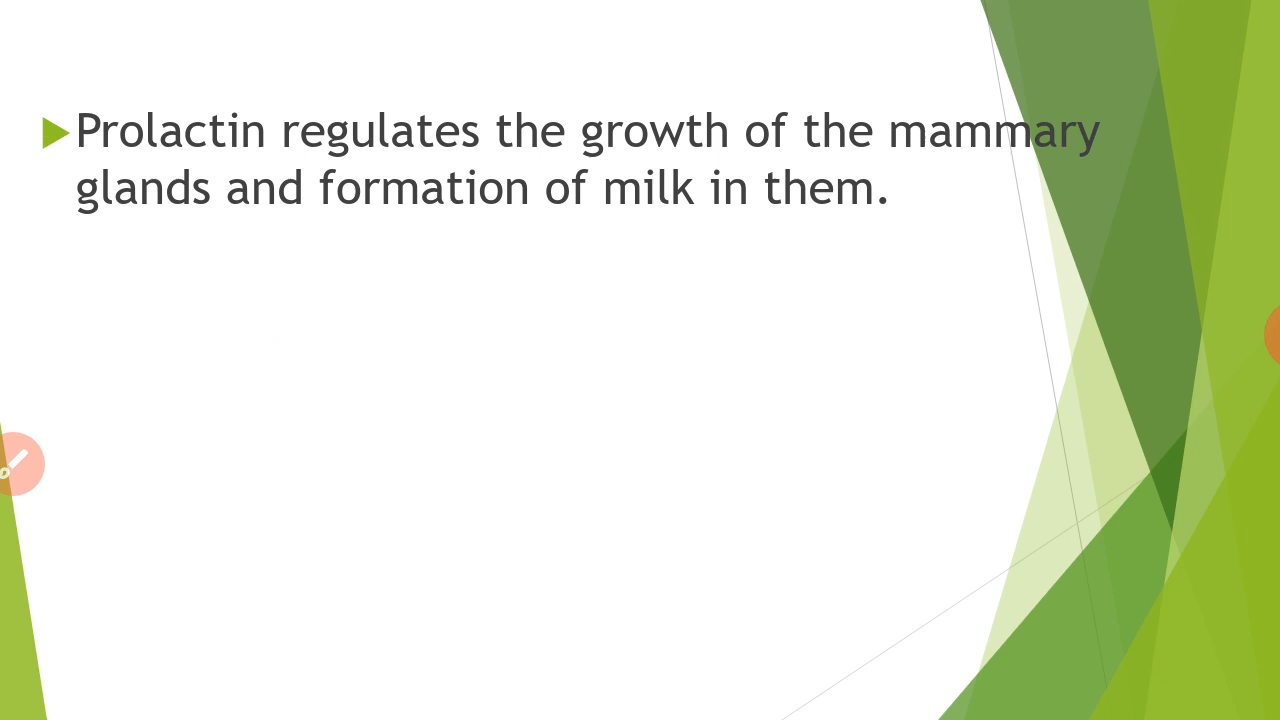 Prolactin regulates the growth of the mammary
glands and formation of milk in them.